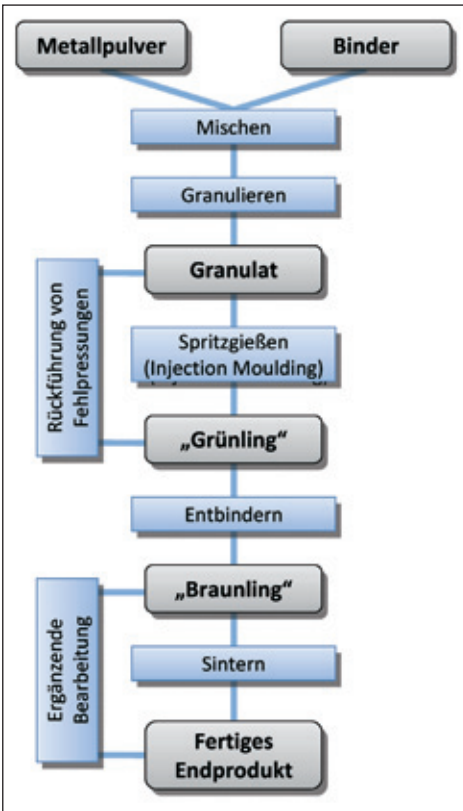 Metallpulver
Binder
Mischen
Granulieren
Granulat
Rückführung von
Fehlpressungen
Spritzgießen
(Injection Moulding)
„Grünling“
Entbindern
„Braunling“
Ergänzende
Bearbeitung
Sintern
Fertiges
Endprodukt